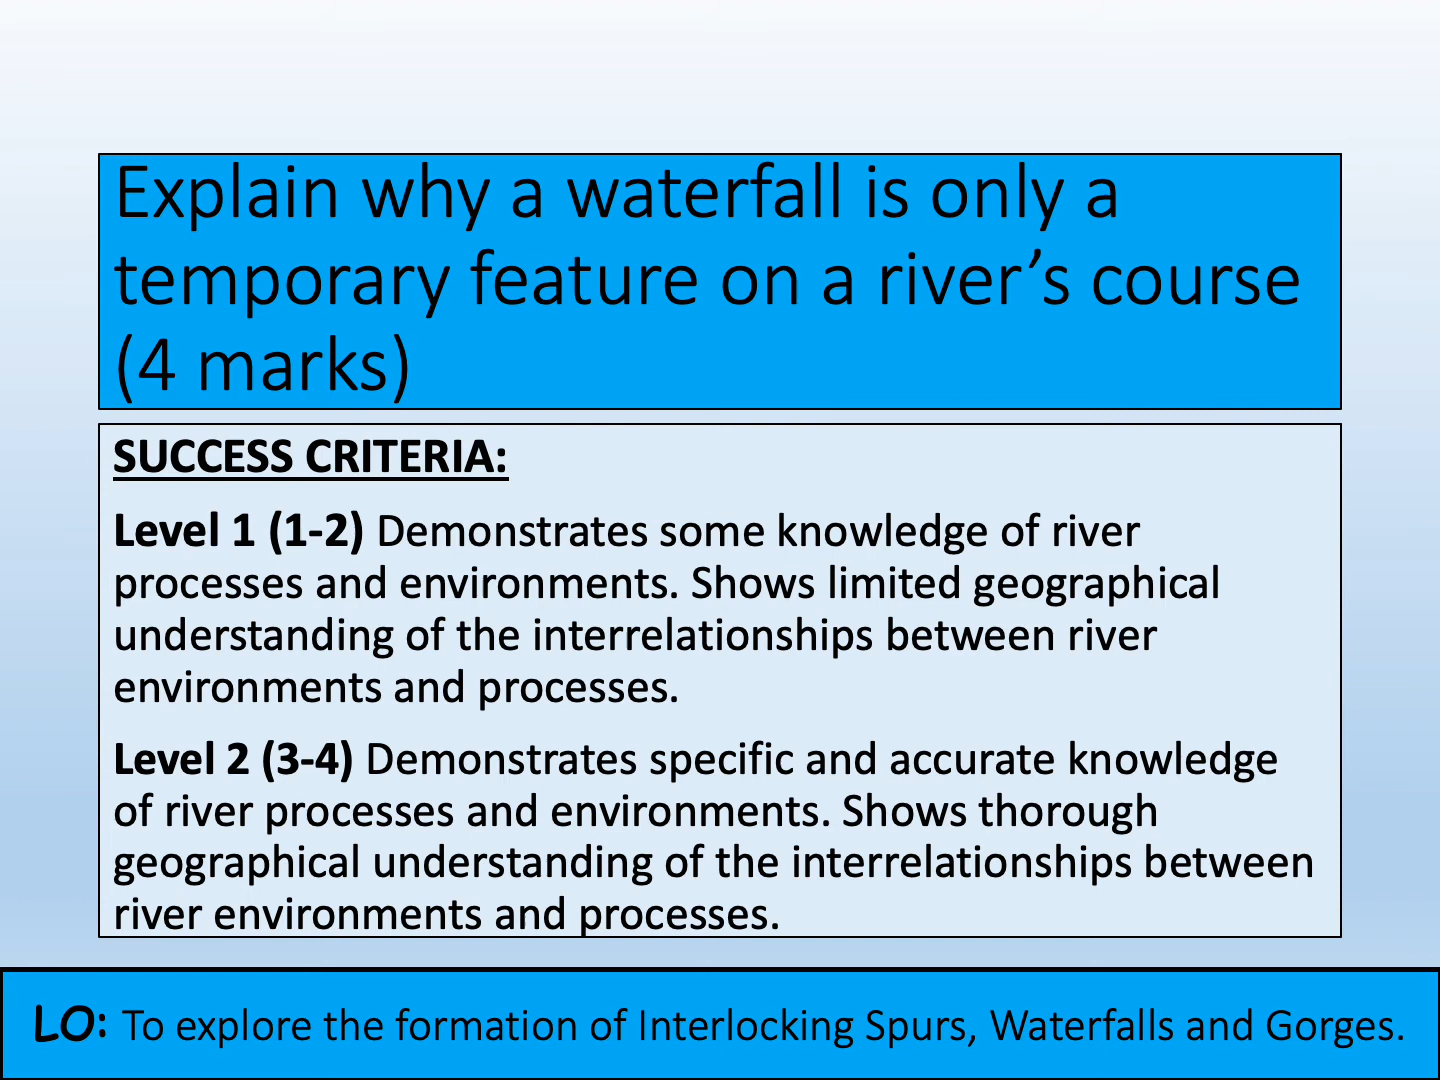 Explain why a waterfall is only a
temporary feature on a river’s course
(4 marks)
SUCCESS CRITERIA:
Level 1 (1-2) Demonstrates some knowledge of river
processes and environments. Shows limited geographical
understanding of the interrelationships between river
environments and processes.
Level 2 (3-4) Demonstrates specific and accurate knowledge
of river processes and environments. Shows thorough
geographical understanding of the interrelationships between
river environments and processes.
LO: To explore the formation of Interlocking Spurs, Waterfalls and Gorges.